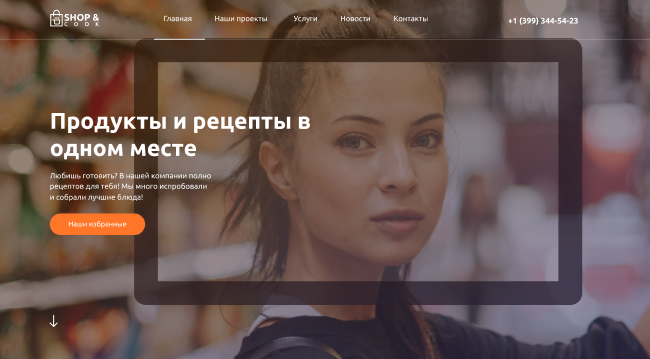 SHOP &
COOK
Главная
Наши проекты
Услуги
Новости
Контакты
+1 (399) 344-54-23
Продукты и рецепты в
одном месте
Любишь готовить? В нашей компании полно
рецептов для тебя! Мы много испробовали
и собрали лучшие блюда!
Наши избранные